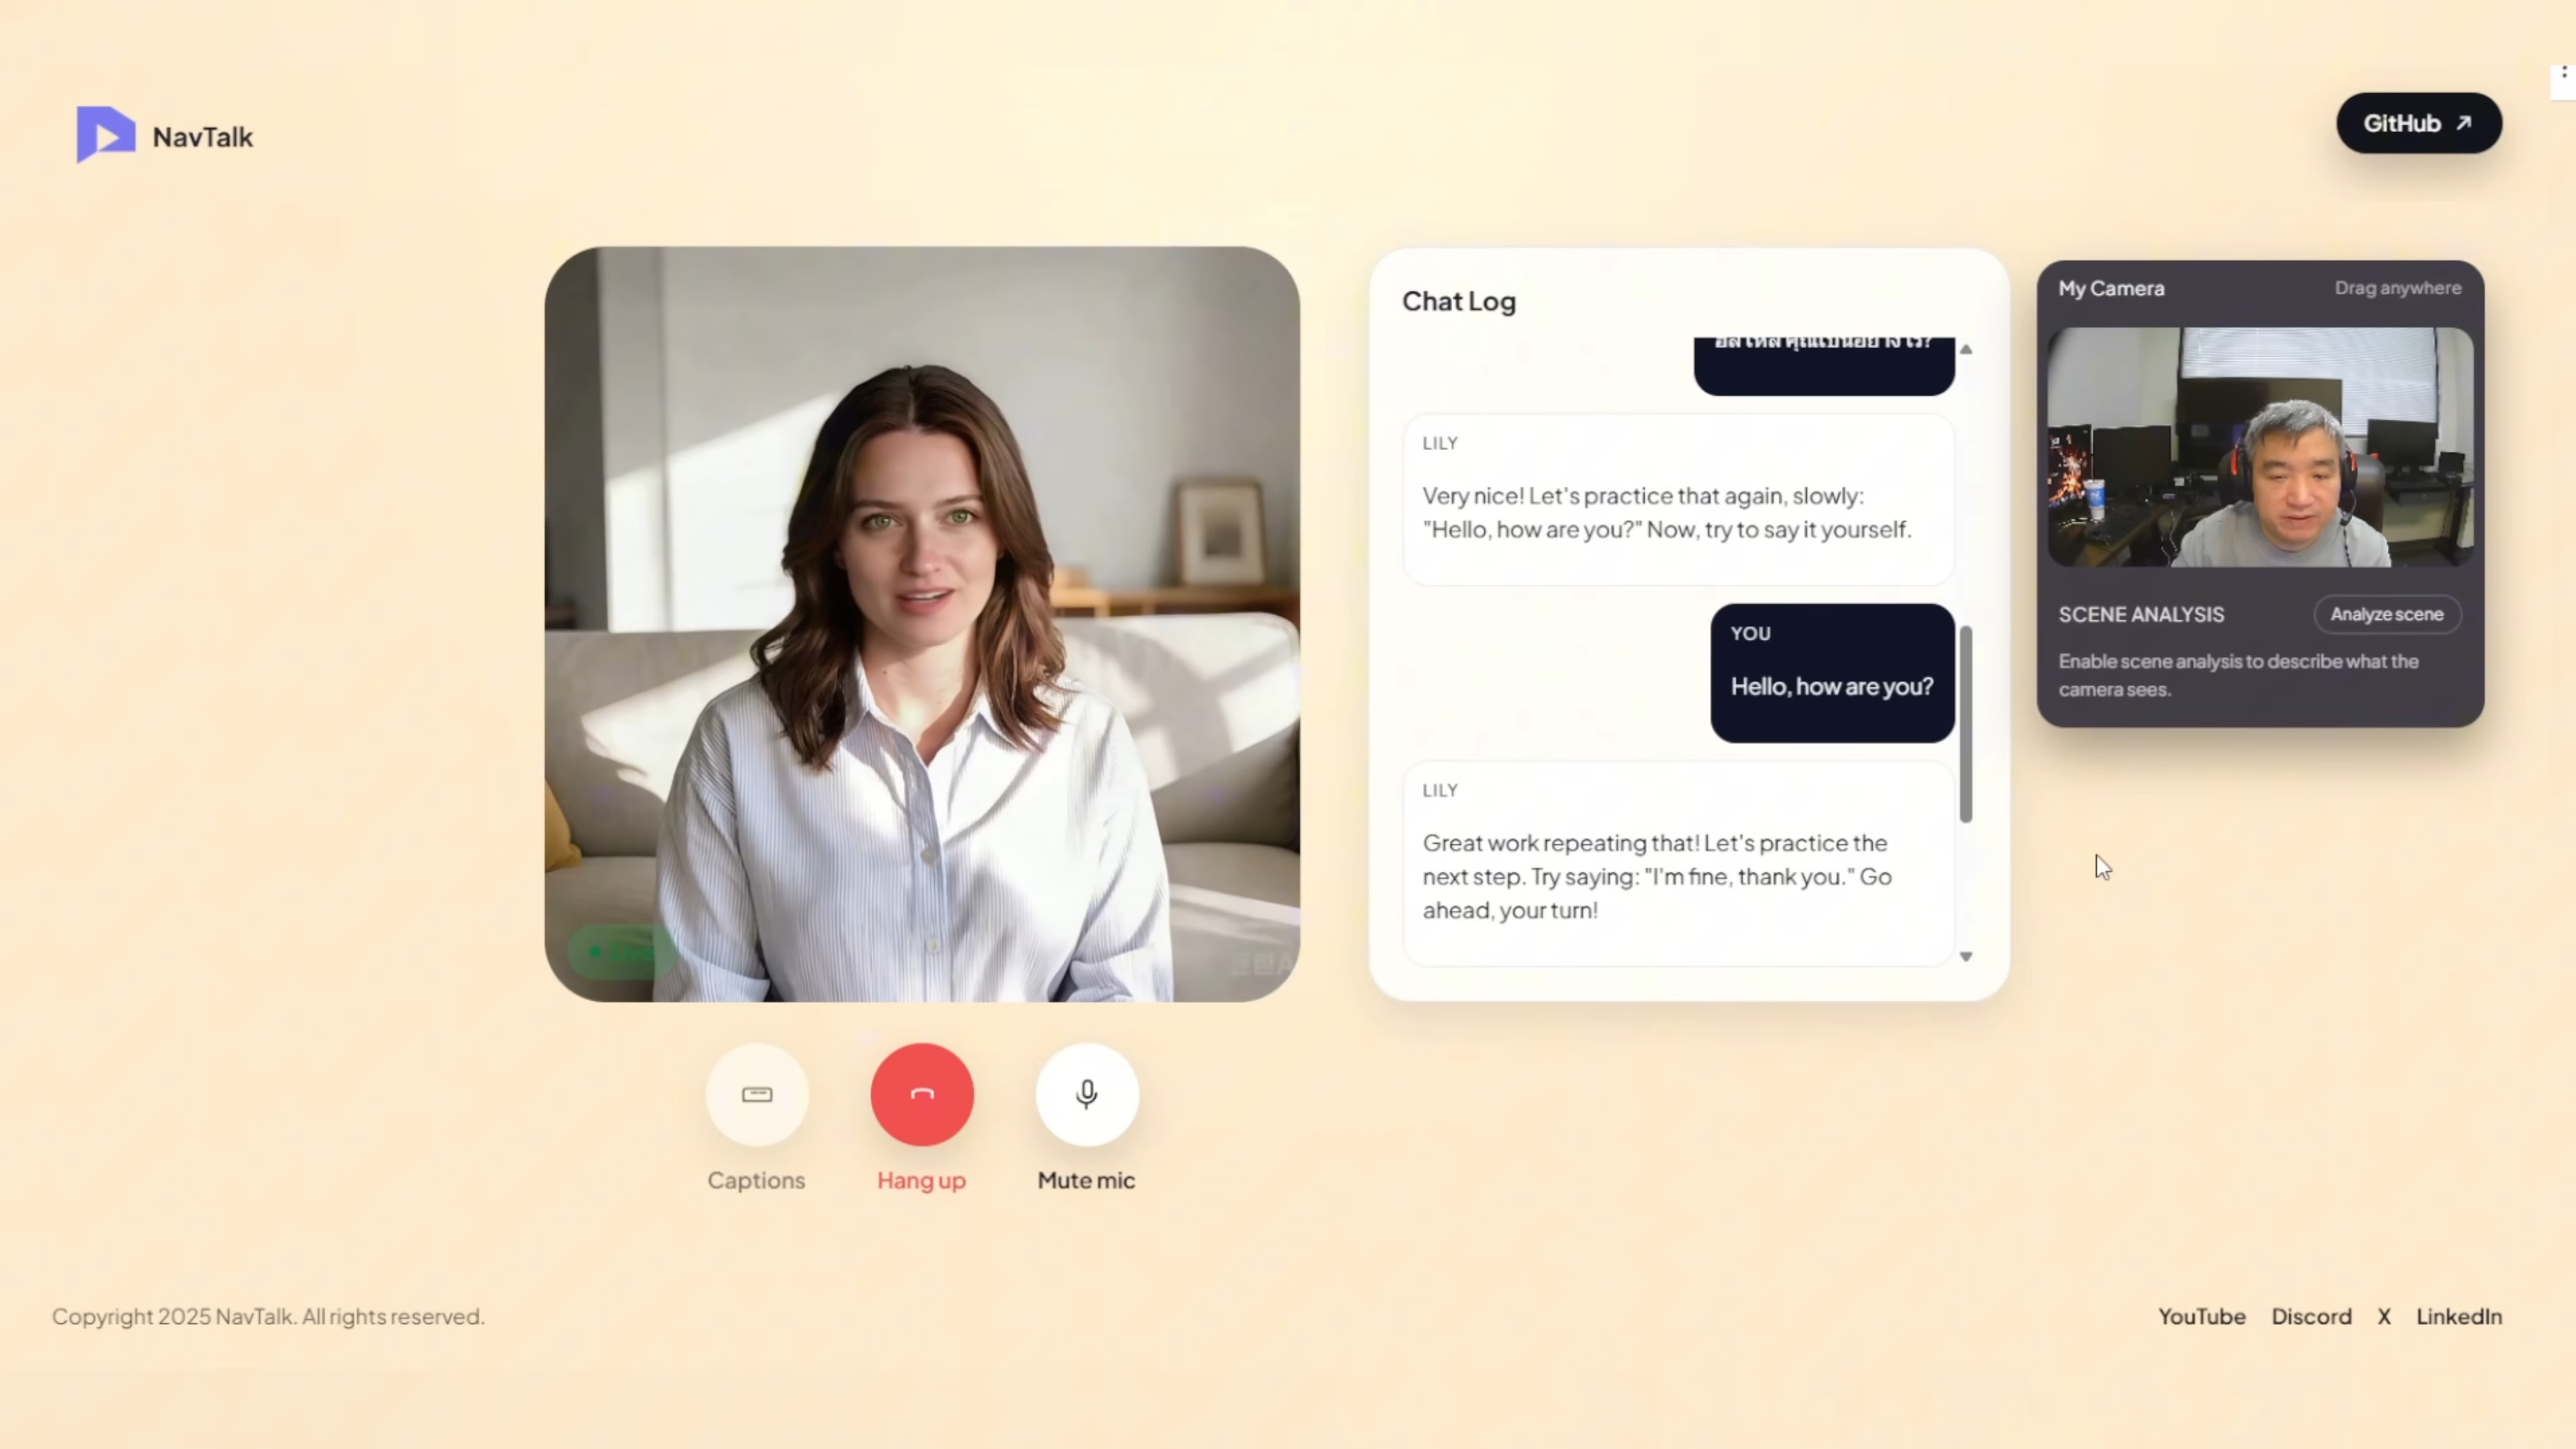 NavTalk
GitHub
Chat Log
LILY
Very nice! Let's practice that again, slowly:
"Hello, how are you?" Now, try to say it yourself.
YOU
Hello, how are you?
LILY
Great work repeating that! Let's practice the
next step. Try saying: "I'm fine, thank you." Go
ahead, your turn!
My Camera
Drag anywhere
SCENE ANALYSIS
Analyze scene
Enable scene analysis to describe what the
camera sees.
Live
Captions
Hang up
Mute mic
Copyright 2025 NavTalk. All rights reserved.
YouTube
Discord
X
LinkedIn